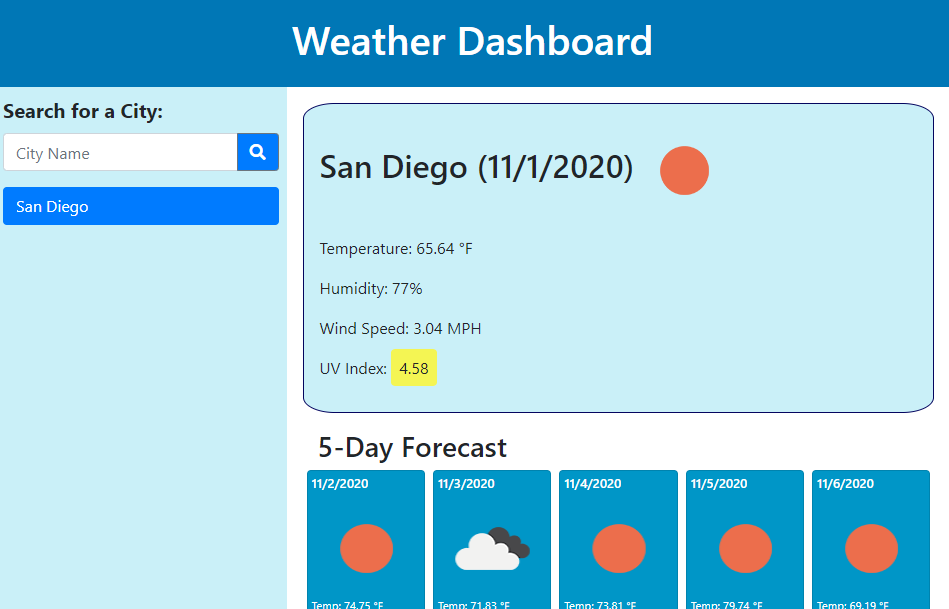 Weather Dashboard
Search for a City:
City Name
San Diego
San Diego (11/1/2020)
Temperature: 65.64 °F
Humidity: 77%
Wind Speed: 3.04 MPH
UV Index: 4.58
5-Day Forecast
11/2/2020
11/3/2020
11/4/2020
11/5/2020
11/6/2020
Temp: 74.75 °F
Temp: 71.83 °F
Temp: 73.81 °F
Temp: 79.74 °F
Temp: 69.19 °F